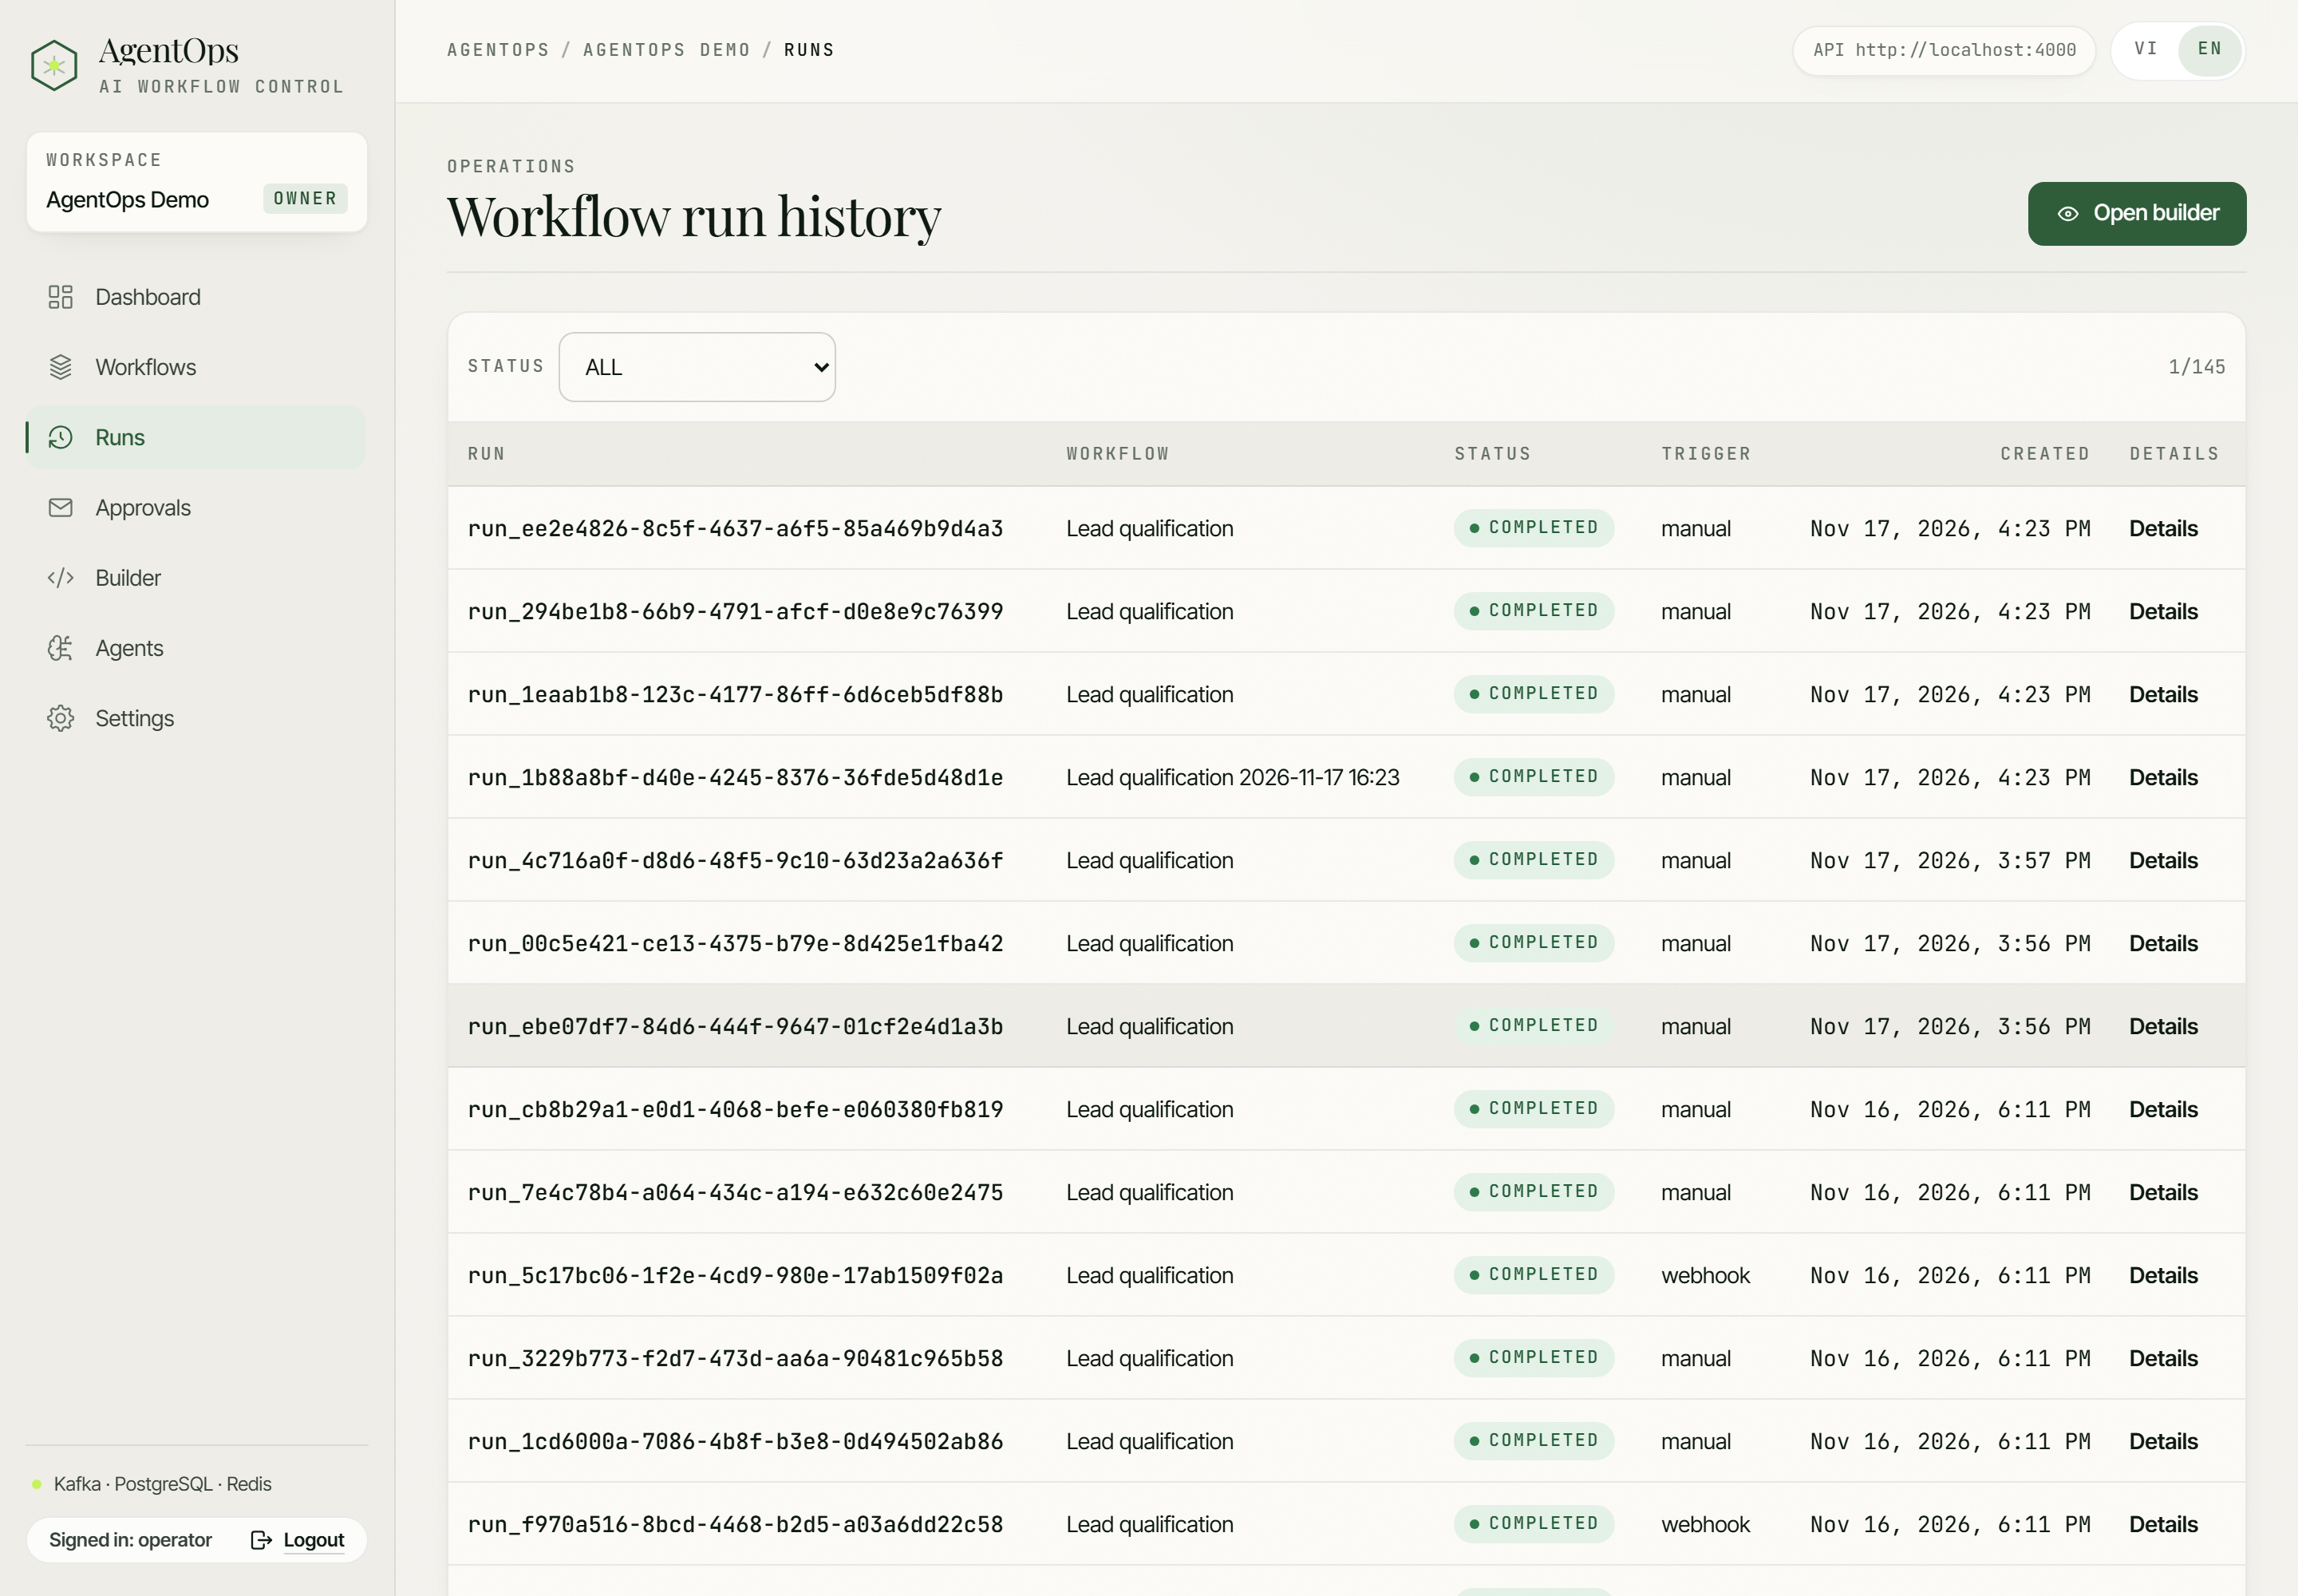 AgentOps
AI WORKFLOW CONTROL
WORKSPACE
AgentOps Demo OWNER
Dashboard
Workflows
Runs
Approvals
Builder
Agents
Settings
Kafka · PostgreSQL · Redis
Signed in: operator Logout
AGENTOPS / AGENTOPS DEMO / RUNS
API http://localhost:4000 VI EN
OPERATIONS
Workflow run history
Open builder
STATUS ALL 1/145
RUN WORKFLOW STATUS TRIGGER CREATED DETAILS
run_ee2e4826-8c5f-4637-a6f5-85a469b9d4a3 Lead qualification COMPLETED manual Nov 17, 2026, 4:23 PM Details
run_294be1b8-66b9-4791-afcf-d0e8e9c76399 Lead qualification COMPLETED manual Nov 17, 2026, 4:23 PM Details
run_1eaab1b8-123c-4177-86ff-6d6ceb5df88b Lead qualification COMPLETED manual Nov 17, 2026, 4:23 PM Details
run_1b88a8bf-d40e-4245-8376-36fde5d48d1e Lead qualification 2026-11-17 16:23 COMPLETED manual Nov 17, 2026, 4:23 PM Details
run_4c716a0f-d8d6-48f5-9c10-63d23a2a636f Lead qualification COMPLETED manual Nov 17, 2026, 3:57 PM Details
run_00c5e421-ce13-4375-b79e-8d425e1fba42 Lead qualification COMPLETED manual Nov 17, 2026, 3:56 PM Details
run_ebe07df7-84d6-444f-9647-01cf2e4d1a3b Lead qualification COMPLETED manual Nov 17, 2026, 3:56 PM Details
run_cb8b29a1-e0d1-4068-befe-e060380fb819 Lead qualification COMPLETED manual Nov 16, 2026, 6:11 PM Details
run_7e4c78b4-a064-434c-a194-e632c60e2475 Lead qualification COMPLETED manual Nov 16, 2026, 6:11 PM Details
run_5c17bc06-1f2e-4cd9-980e-17ab1509f02a Lead qualification COMPLETED webhook Nov 16, 2026, 6:11 PM Details
run_3229b773-f2d7-473d-aa6a-90481c965b58 Lead qualification COMPLETED manual Nov 16, 2026, 6:11 PM Details
run_1cd6000a-7086-4b8f-b3e8-0d494502ab86 Lead qualification COMPLETED manual Nov 16, 2026, 6:11 PM Details
run_f970a516-8bcd-4468-b2d5-a03a6dd22c58 Lead qualification COMPLETED webhook Nov 16, 2026, 6:11 PM Details